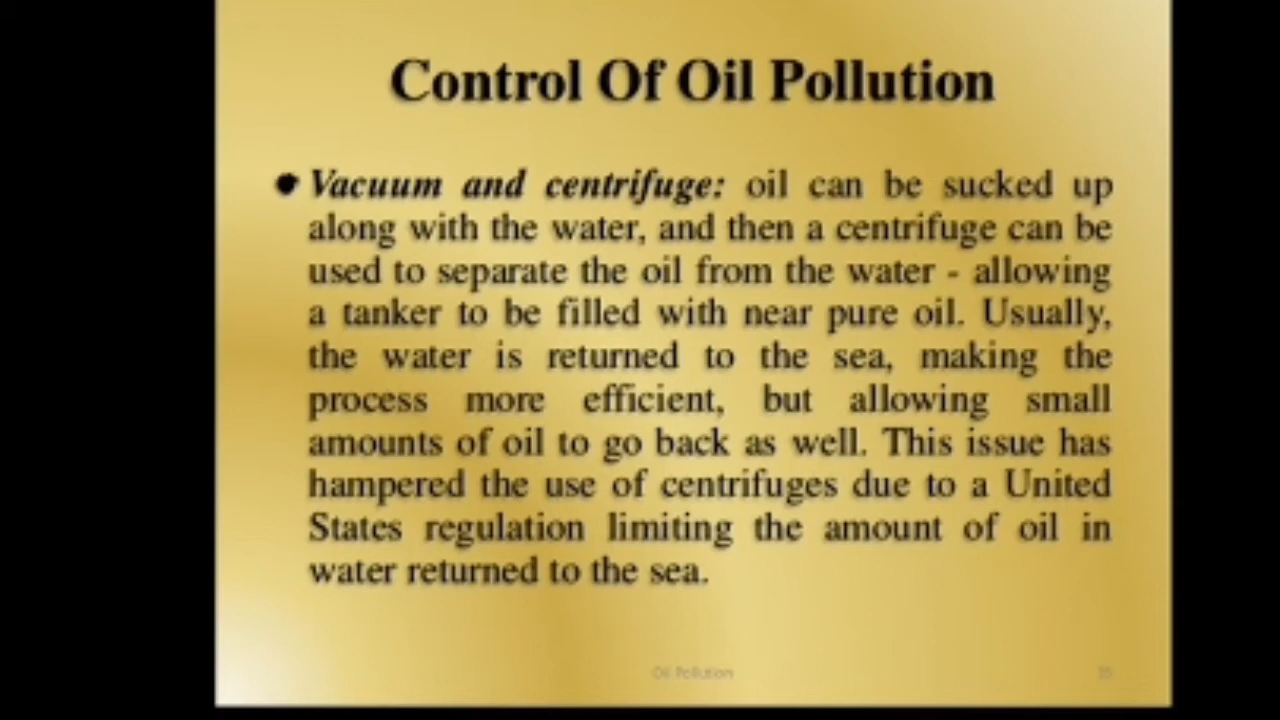 Control Of Oil Pollution
Vacuum and centrifuge: oil can be sucked up
along with the water, and then a centrifuge can be
used to separate the oil from the water - allowing
a tanker to be filled with near pure oil. Usually,
the water is returned to the sea, making the
process more efficient, but allowing small
amounts of oil to go back as well. This issue has
hampered the use of centrifuges due to a United
States regulation limiting the amount of oil in
water returned to the sea.
Oil Pollution